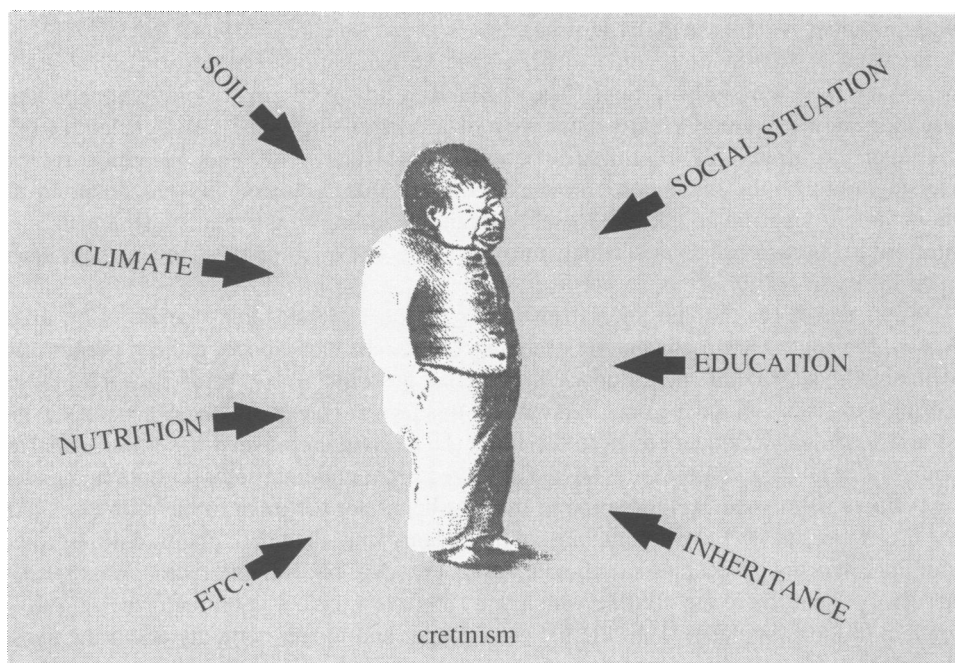 SOIL
SOCIAL SITUATION
CLIMATE
EDUCATION
NUTRITION
INHERITANCE
ETC.
cretinism